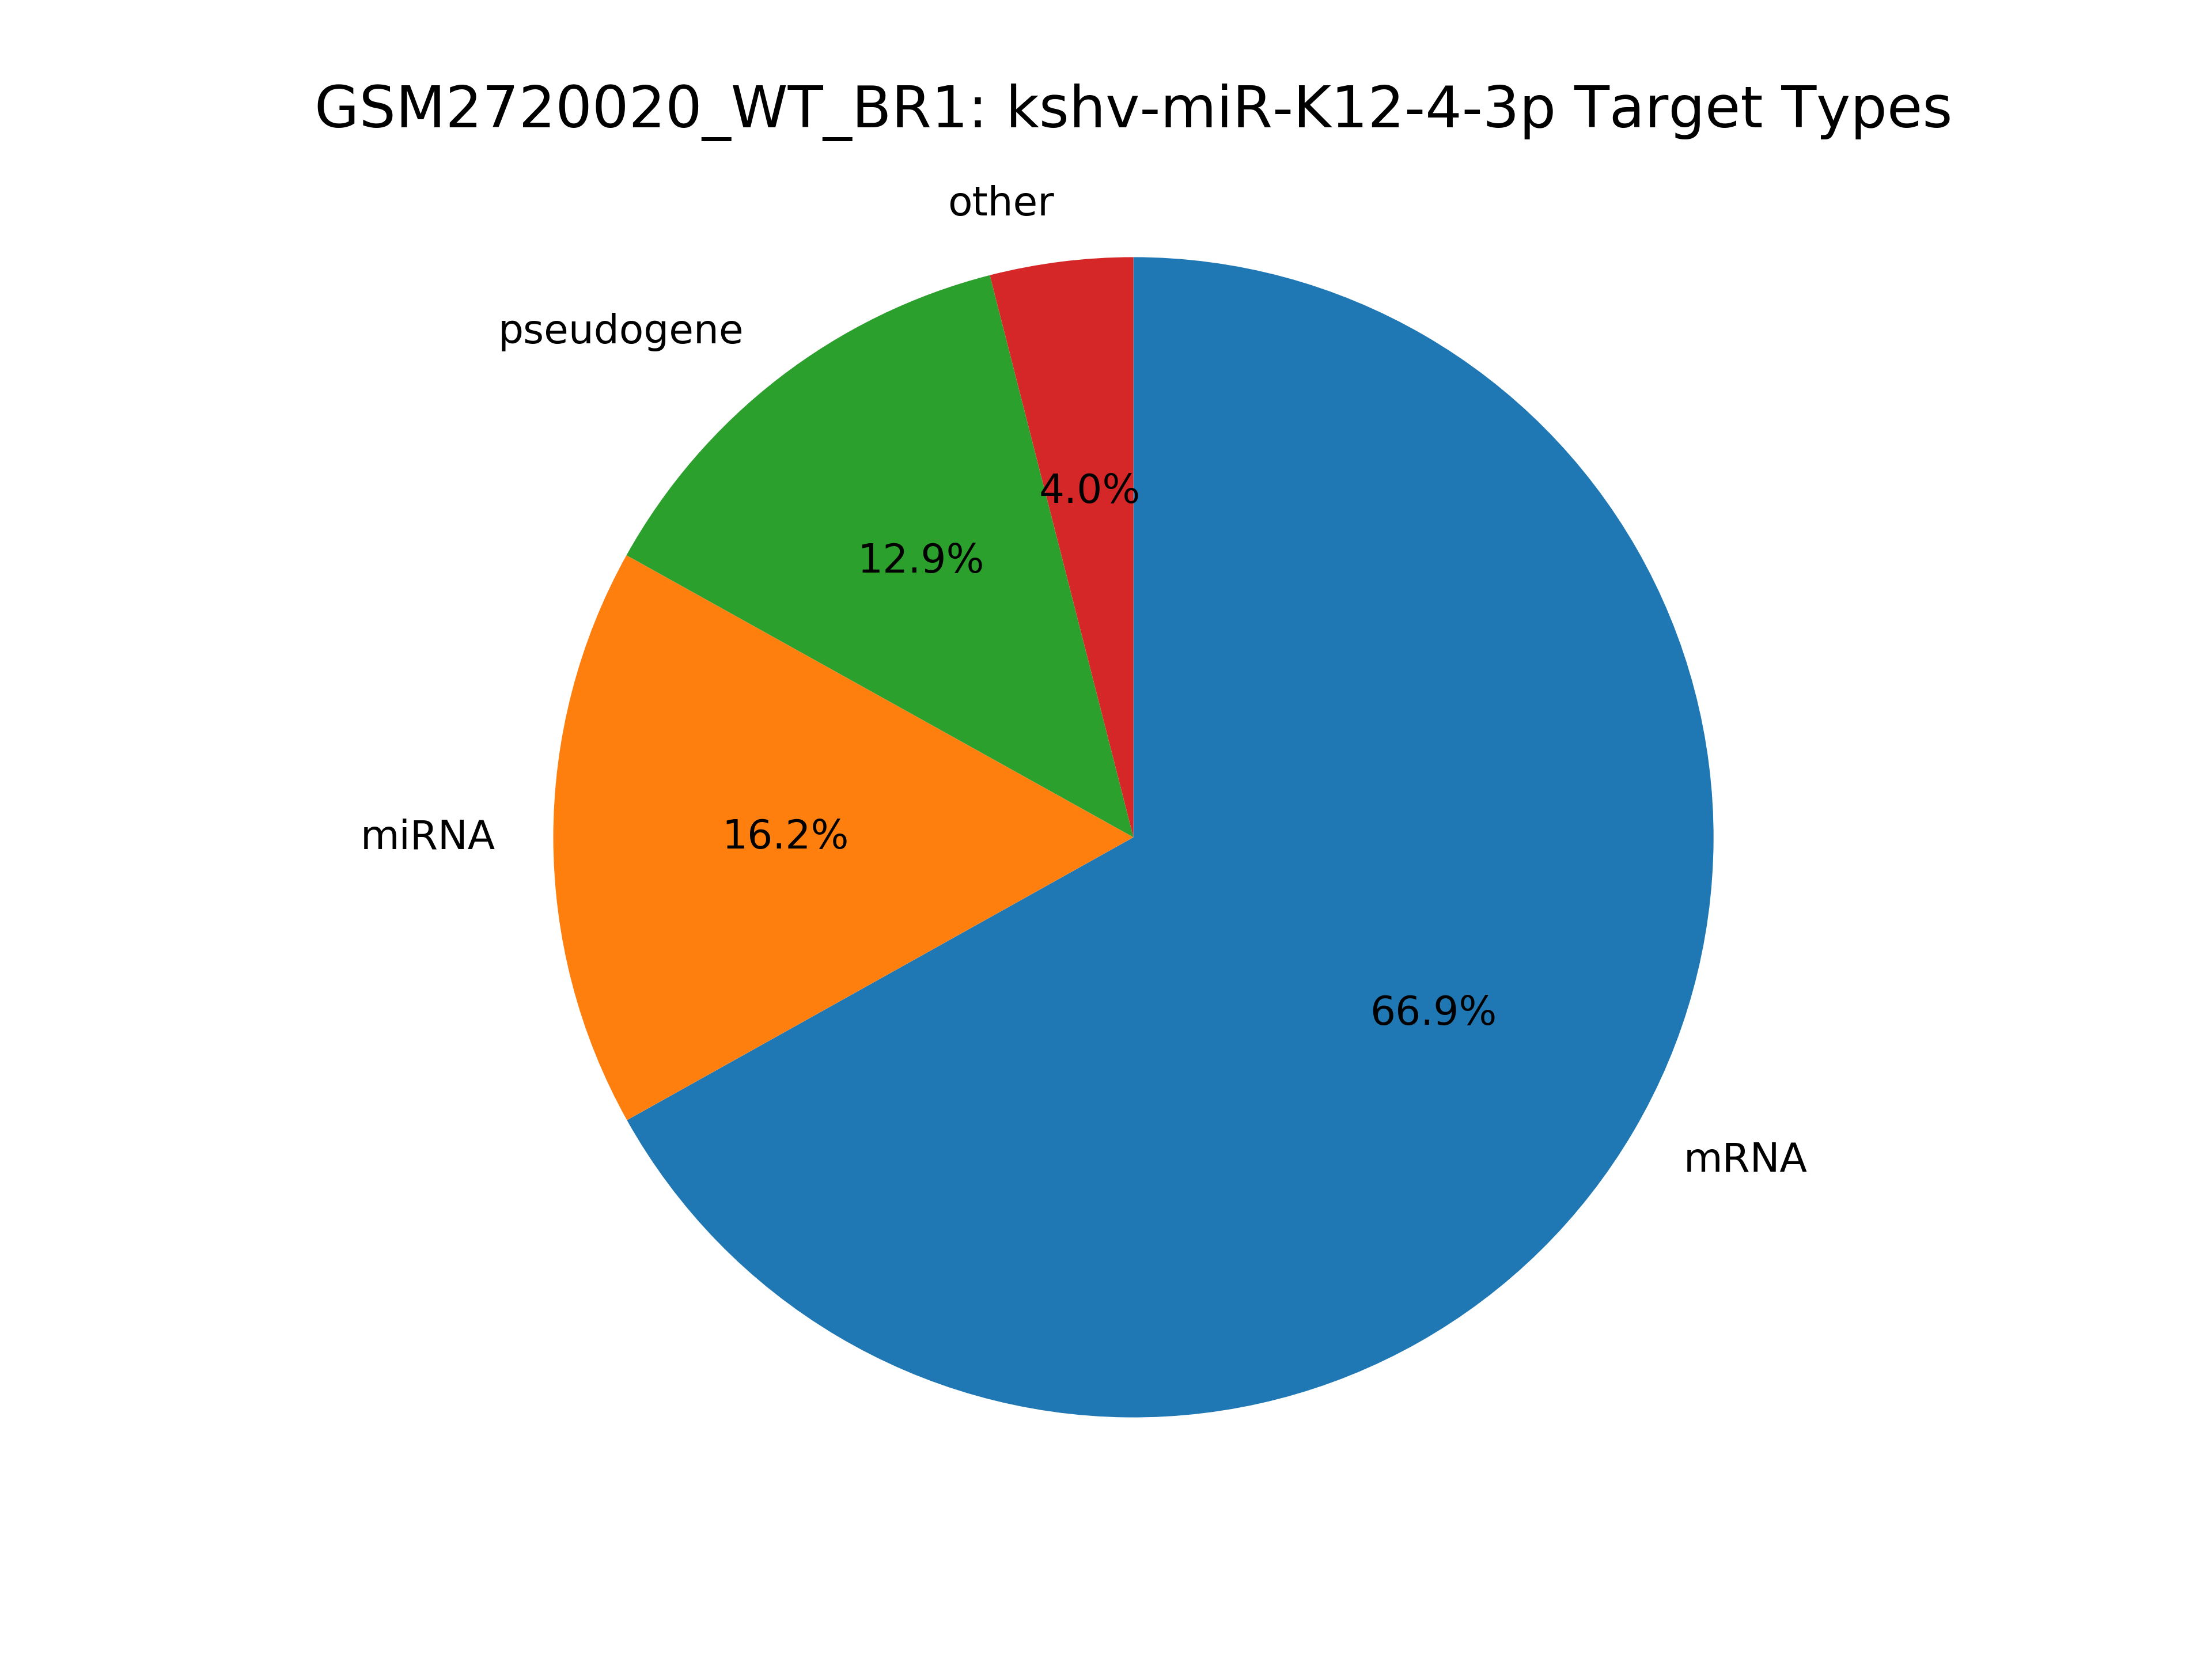 GSM2720020_WT_BR1: kshv-miR-K12-4-3p Target Types
other
pseudogene
4.0%
12.9%
miRNA
16.2%
66.9%
mRNA